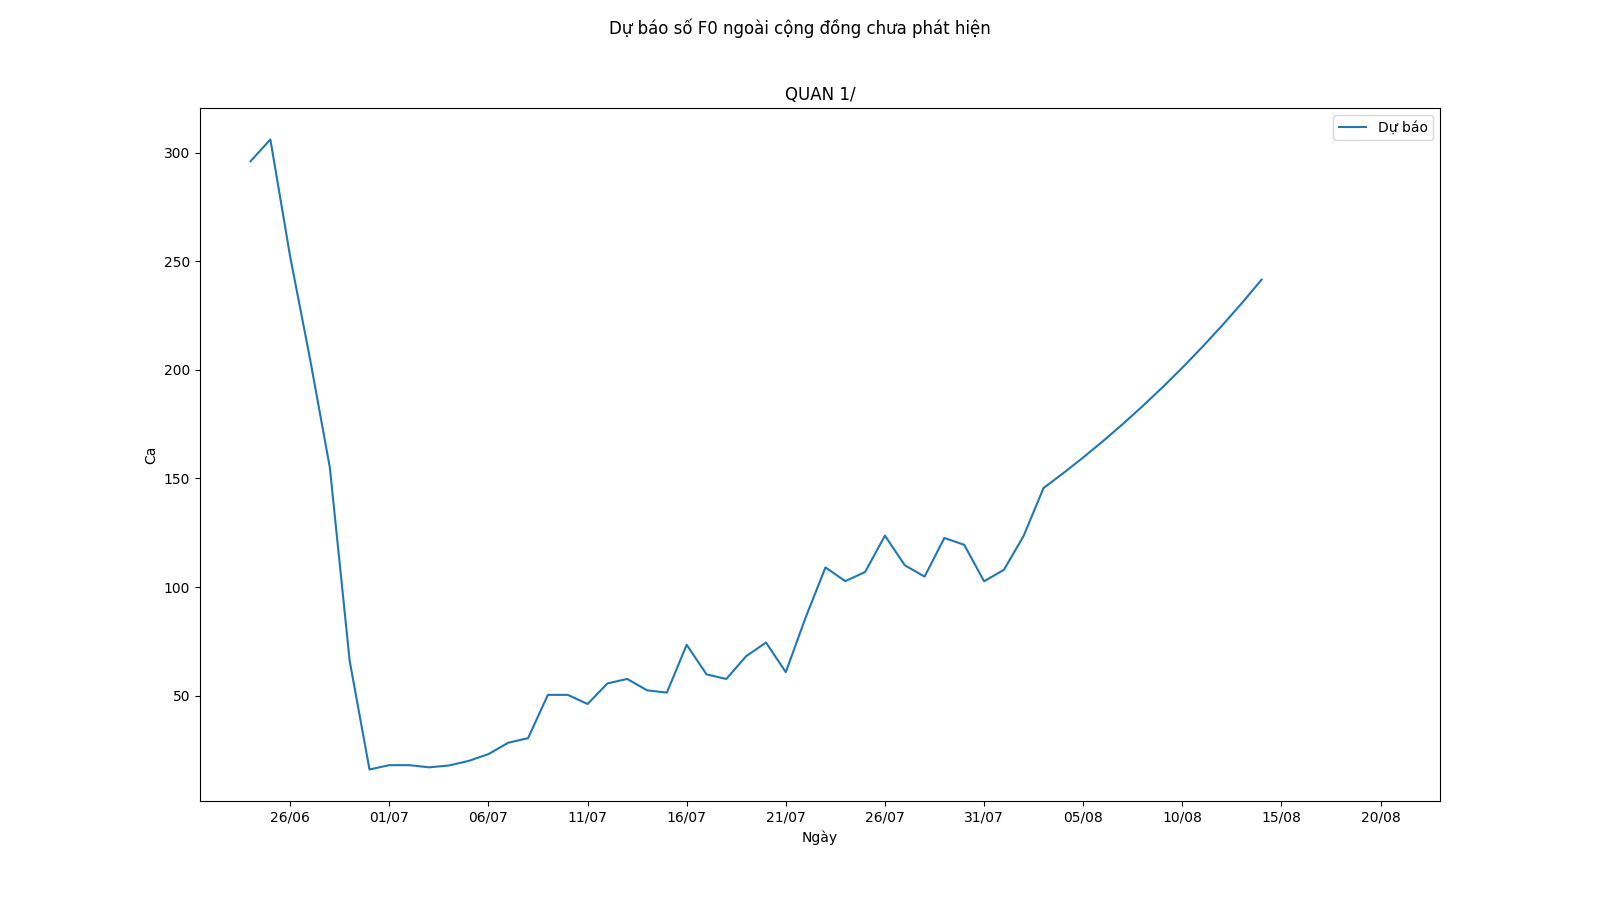 Dự báo số F0 ngoài cộng đồng chưa phát hiện
QUAN 1/
Dự báo
300
250
200
150
100
50
Ca
26/06 01/07 06/07 11/07 16/07 21/07 26/07 31/07 05/08 10/08 15/08 20/08
Ngày